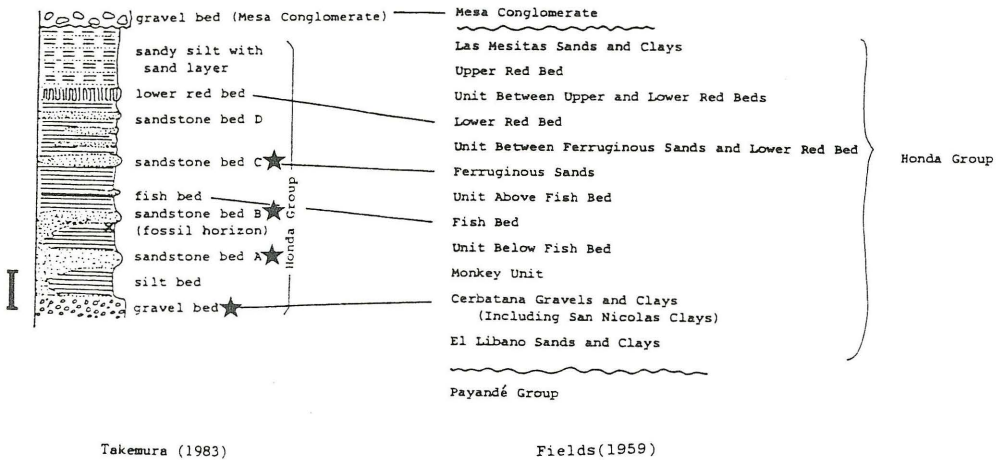 gravel bed (Mesa Conglomerate)
sandy silt with
sand layer
lower red bed
sandstone bed D
sandstone bed C
fish bed
sandstone bed B
(fossil horizon)
sandstone bed A
silt bed
gravel bed
Honda Group
I
Takemura (1983)
Mesa Conglomerate
Las Mesitas Sands and Clays
Upper Red Bed
Unit Between Upper and Lower Red Beds
Lower Red Bed
Unit Between Ferruginous Sands and Lower Red Bed
Ferruginous Sands
Unit Above Fish Bed
Fish Bed
Unit Below Fish Bed
Monkey Unit
Cerbatana Gravels and Clays
(Including San Nicolas Clays)
El Libano Sands and Clays
Payandé Group
Honda Group
Fields(1959)